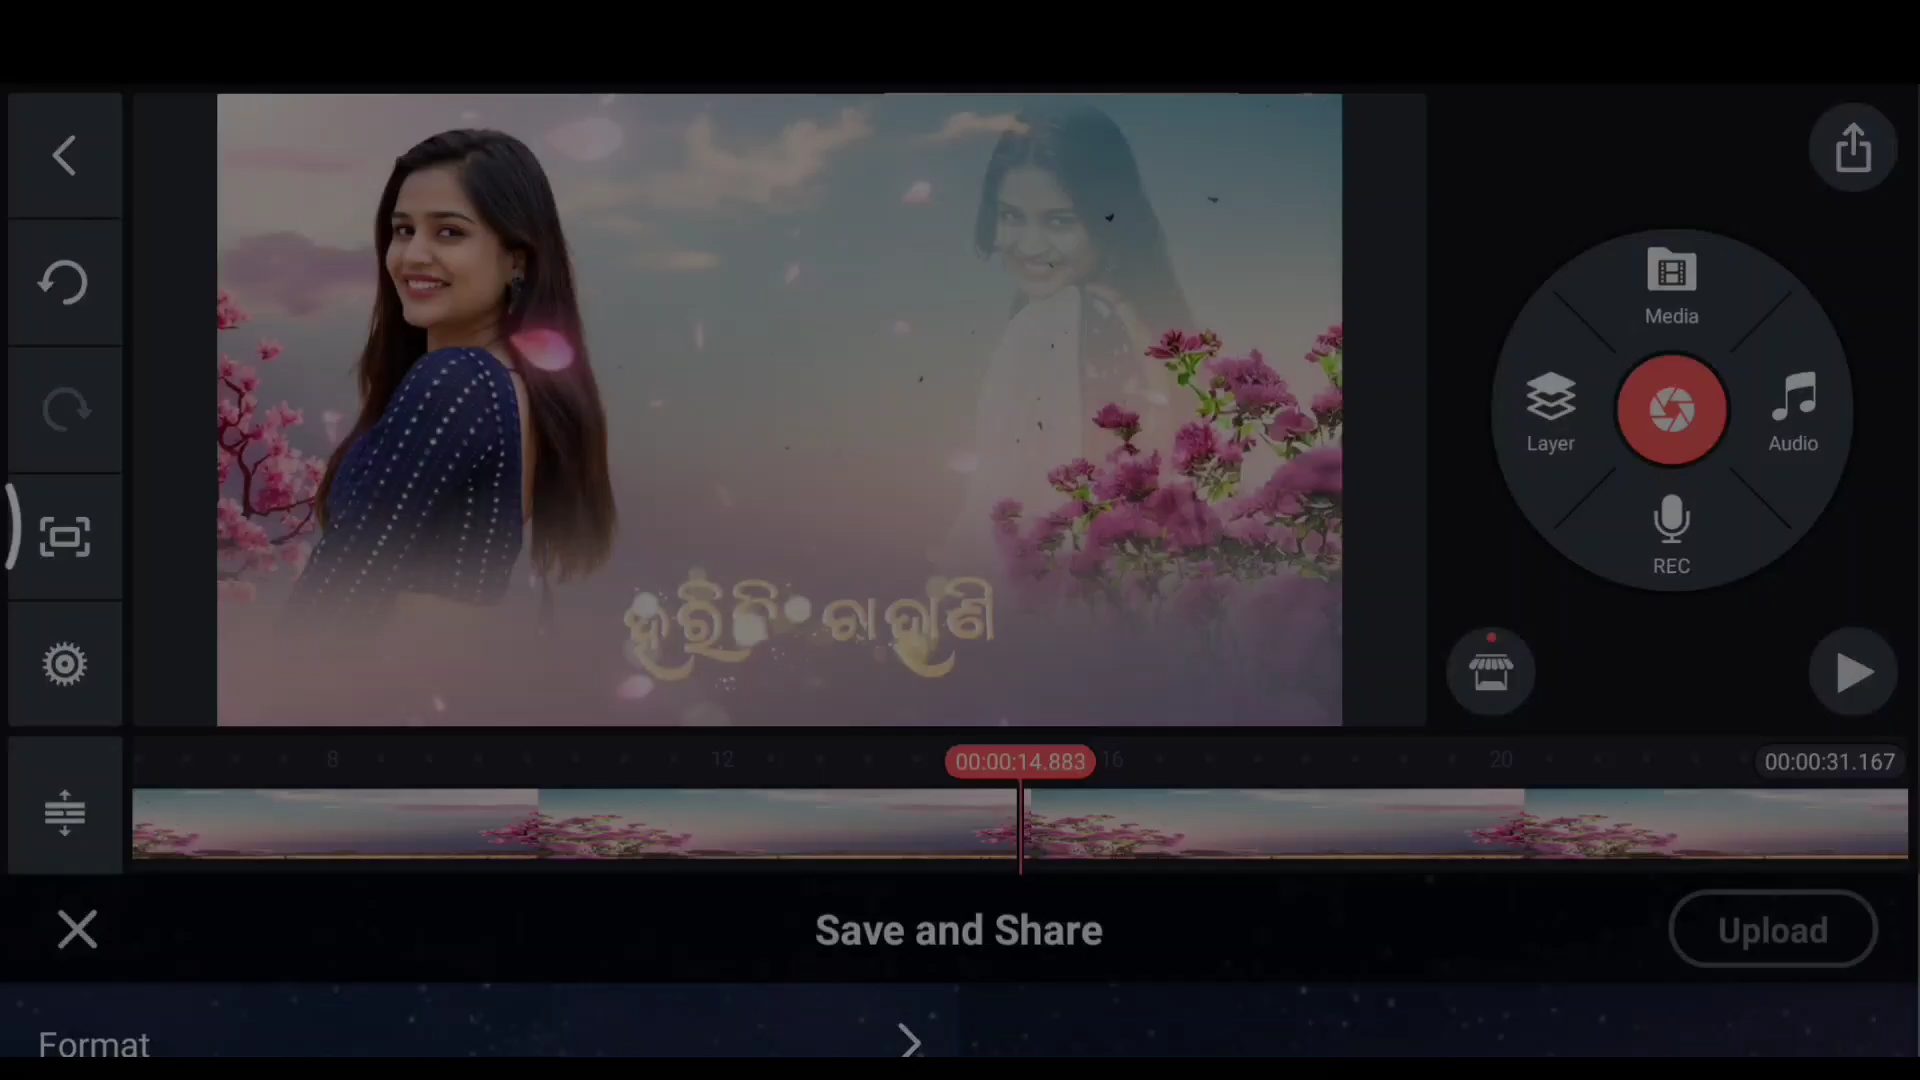 Media
Layer
Audio
REC
8
12
00:00:14.883
16
20
00:00:31.167
Save and Share
Upload
Format